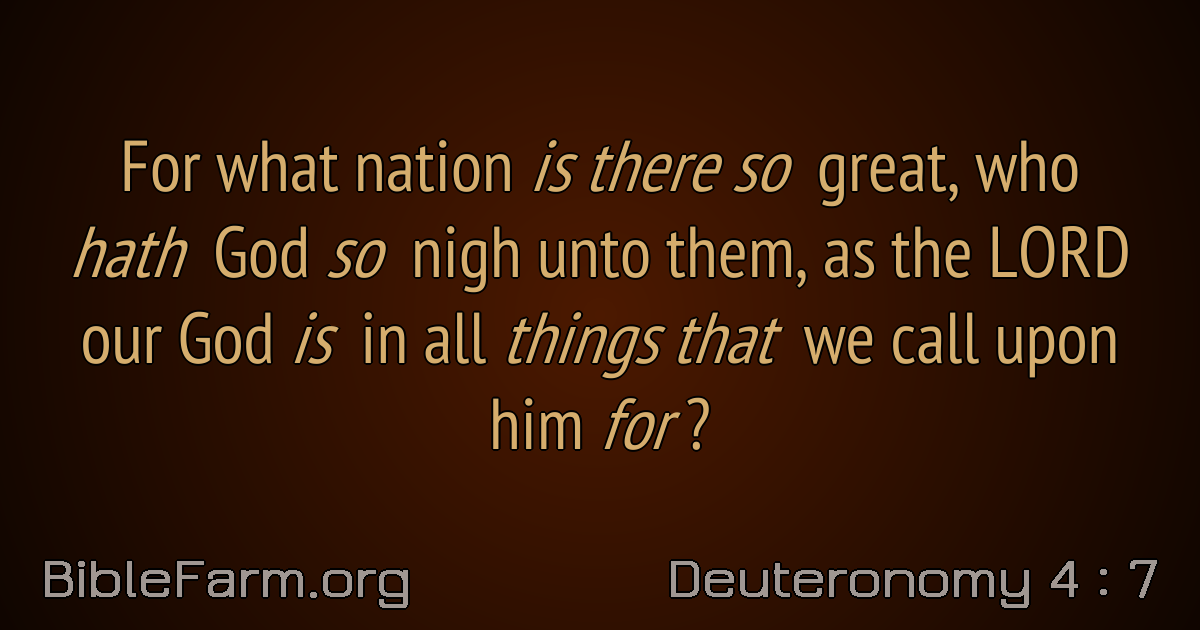 For what nation is there so great, who
hath God so nigh unto them, as the LORD
our God is in all things that we call upon
him for ?
BibleFarm.org
Deuteronomy 4 : 7